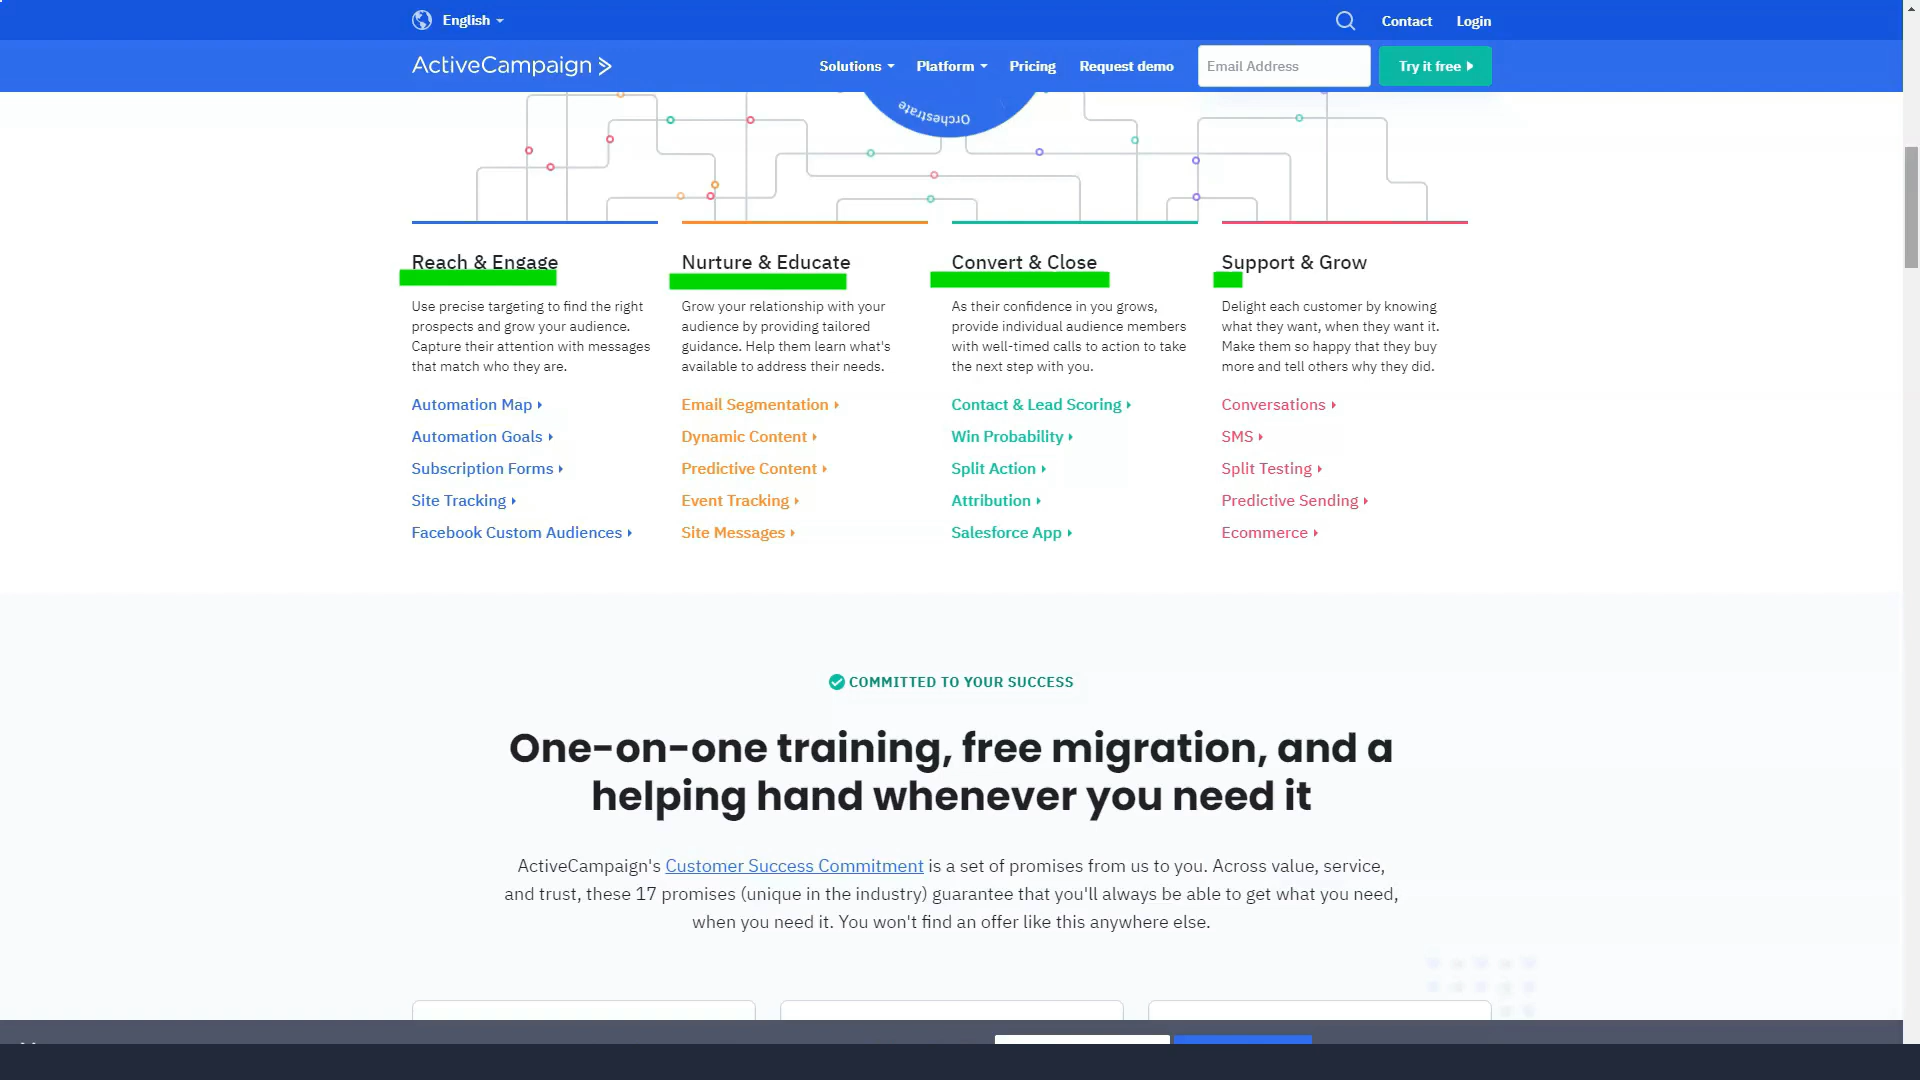 English
Contact
Login
ActiveCampaign
Solutions
Platform
Pricing
Request demo
Email Address
Try it free
Orchestrate
Reach & Engage
Use precise targeting to find the right
prospects and grow your audience.
Capture their attention with messages
that match who they are.
Automation Map
Automation Goals
Subscription Forms
Site Tracking
Facebook Custom Audiences
Nurture & Educate
Grow your relationship with your
audience by providing tailored
guidance. Help them learn what's
available to address their needs.
Email Segmentation
Dynamic Content
Predictive Content
Event Tracking
Site Messages
Convert & Close
As their confidence in you grows,
provide individual audience members
with well-timed calls to action to take
the next step with you.
Contact & Lead Scoring
Win Probability
Split Action
Attribution
Salesforce App
Support & Grow
Delight each customer by knowing
what they want, when they want it.
Make them so happy that they buy
more and tell others why they did.
Conversations
SMS
Split Testing
Predictive Sending
Ecommerce
COMMITTED TO YOUR SUCCESS
One-on-one training, free migration, and a
helping hand whenever you need it
ActiveCampaign's Customer Success Commitment is a set of promises from us to you. Across value, service,
and trust, these 17 promises (unique in the industry) guarantee that you'll always be able to get what you need,
when you need it. You won't find an offer like this anywhere else.